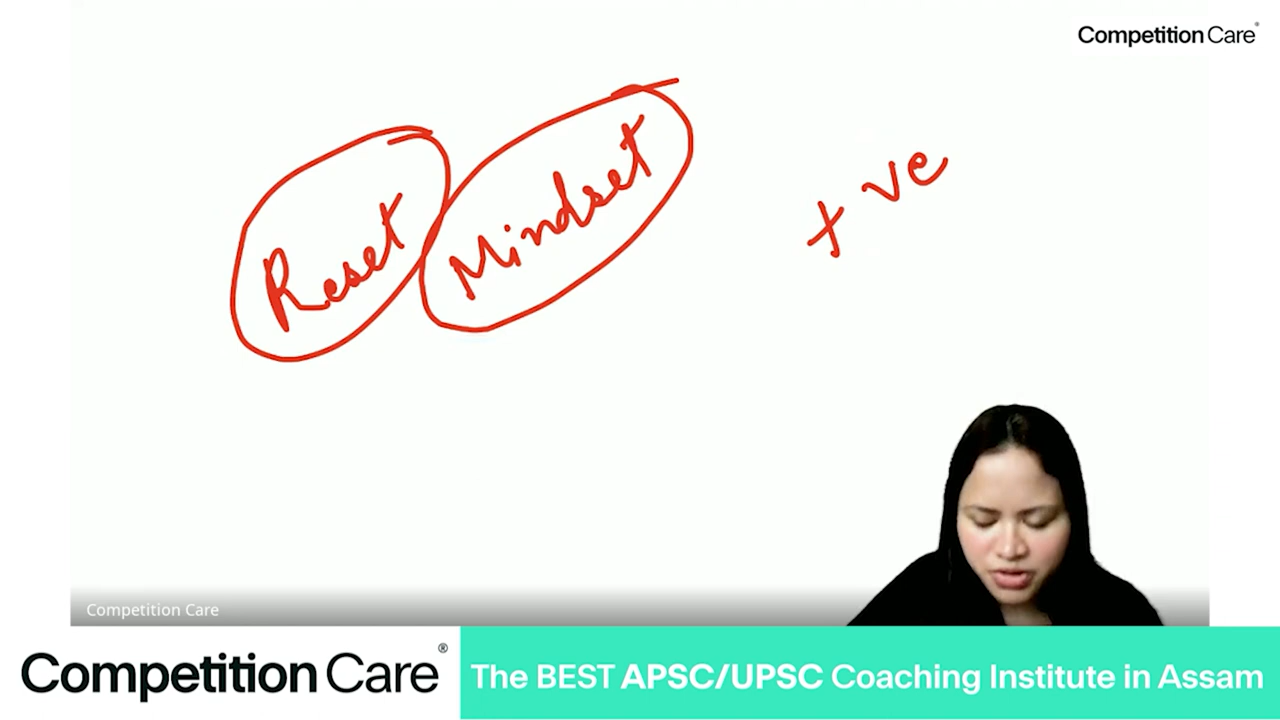 Competition Care®
Reset Mindset + ve
Competition Care
Competition Care®
The BEST APSC/UPSC Coaching Institute in Assam